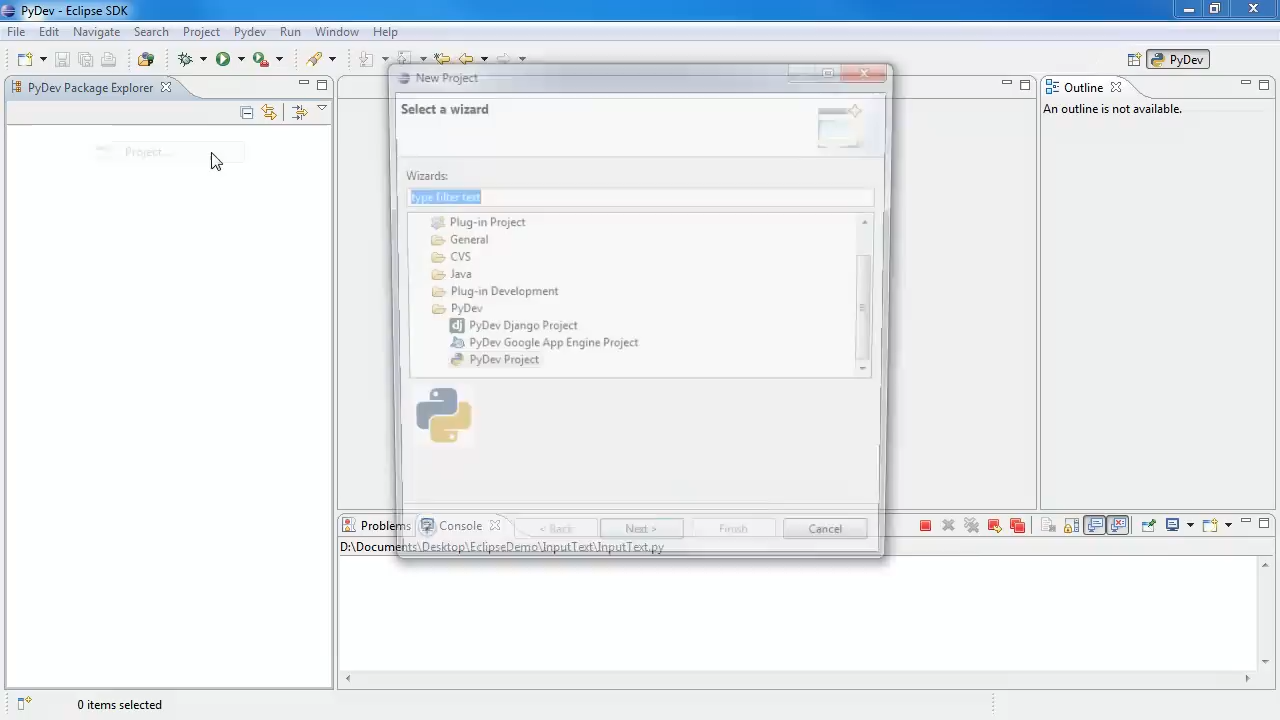 PyDev - Eclipse SDK
File Edit Navigate Search Project Pydev Run Window Help
PyDev
PyDev Package Explorer
Project...
New Project
Select a wizard
Wizards:
type filter text
Plug-in Project
General
CVS
Java
Plug-in Development
PyDev
PyDev Django Project
dj
PyDev Google App Engine Project
PyDev Project
< Back Next > Finish Cancel
Outline
An outline is not available.
Problems Console
D:\Documents\Desktop\EclipseDemo\InputText\InputText.py
0 items selected